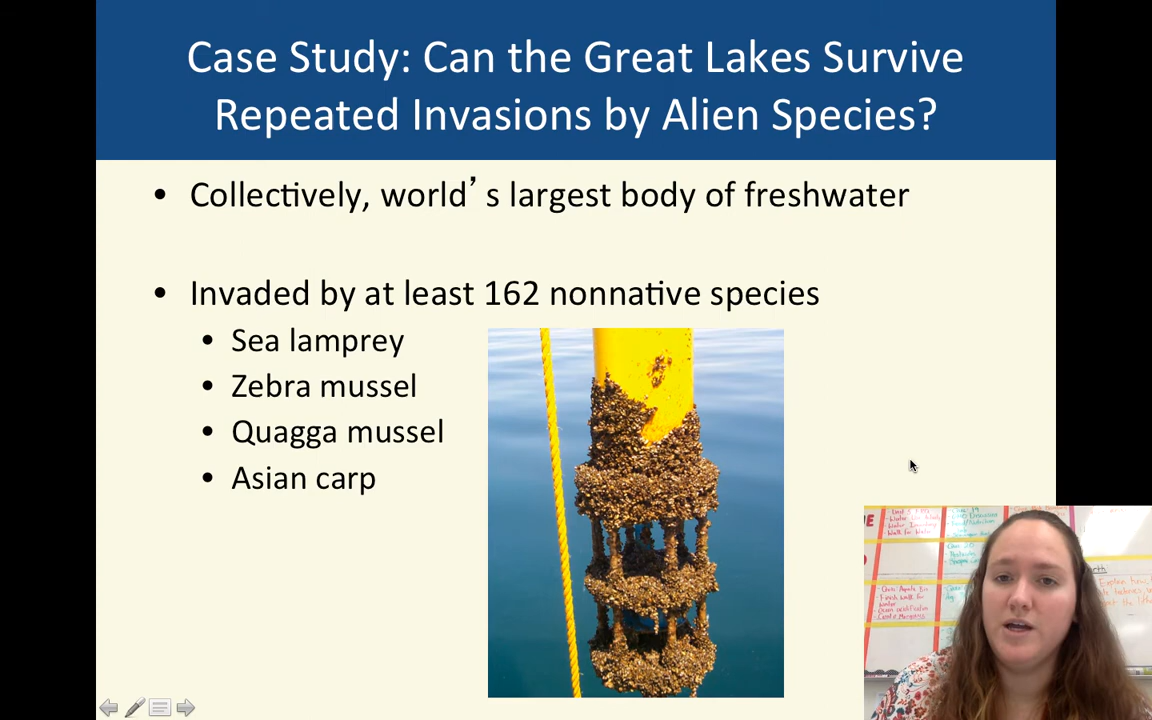 Case Study: Can the Great Lakes Survive
Repeated Invasions by Alien Species?
• Collectively, world’s largest body of freshwater
• Invaded by at least 162 nonnative species
• Sea lamprey
• Zebra mussel
• Quagga mussel
• Asian carp